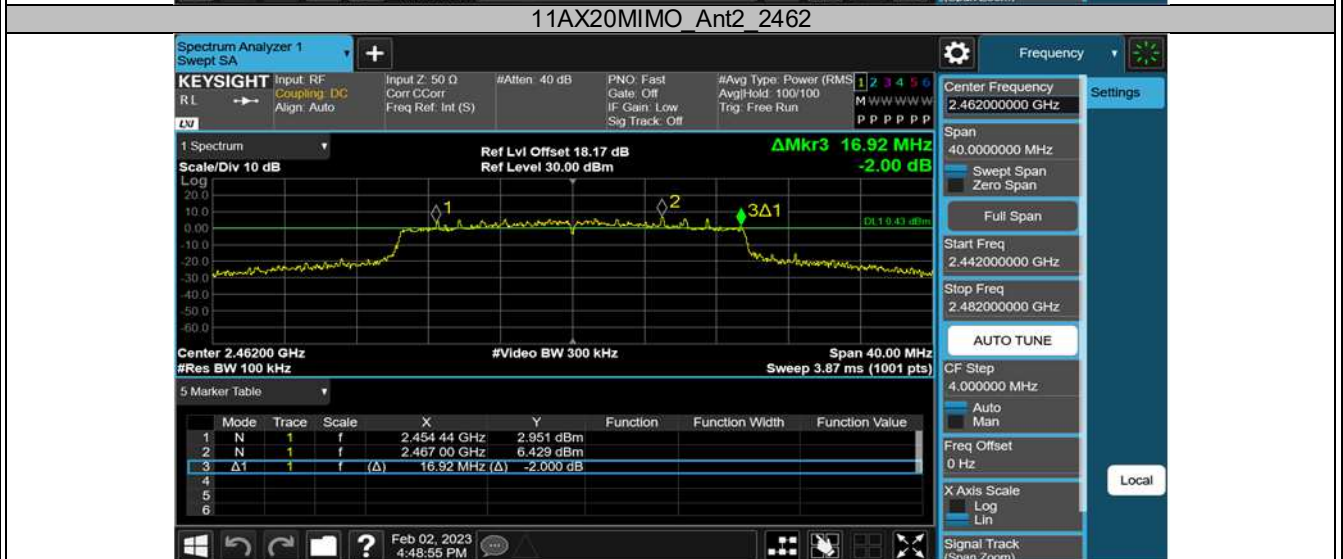 11AX20MIMO_Ant2_2462
Spectrum Analyzer 1
Swept SA
+
Frequency
KEYSIGHT
RL
LXI
Input: RF
Coupling: DC
Align: Auto
Input Z: 50 Ω
Corr CCorr
Freq Ref: Int (S)
#Atten: 40 dB
PNO: Fast
Gate: Off
IF Gain: Low
Sig Track: Off
#Avg Type: Power (RMS
Avg|Hold: 100/100
Trig: Free Run
1 2 3 4 5 6
M W W W W W
P P P P P P
1 Spectrum
Scale/Div 10 dB
Ref Lvl Offset 18.17 dB
Ref Level 30.00 dBm
ΔMkr3 16.92 MHz
-2.00 dB
Log
20.0
10.0
0.00
-10.0
-20.0
-30.0
-40.0
-50.0
-60.0
1
2
3Δ1
DL1 0.43 dBm
Center 2.46200 GHz
#Res BW 100 kHz
#Video BW 300 kHz
Span 40.00 MHz
Sweep 3.87 ms (1001 pts)
5 Marker Table
Mode Trace Scale X Y Function Function Width Function Value
1 N 1 f 2.454 44 GHz 2.951 dBm
2 N 1 f 2.467 00 GHz 6.429 dBm
3 Δ1 1 f (Δ) 16.92 MHz (Δ) -2.000 dB
4
5
6
?
Feb 02, 2023
4:48:55 PM
Center Frequency
2.462000000 GHz
Settings
Span
40.0000000 MHz
Swept Span
Zero Span
Full Span
Start Freq
2.442000000 GHz
Stop Freq
2.482000000 GHz
AUTO TUNE
CF Step
4.000000 MHz
Auto
Man
Freq Offset
0 Hz
X Axis Scale
Log
Lin
Local
Signal Track
(Span Zoom)